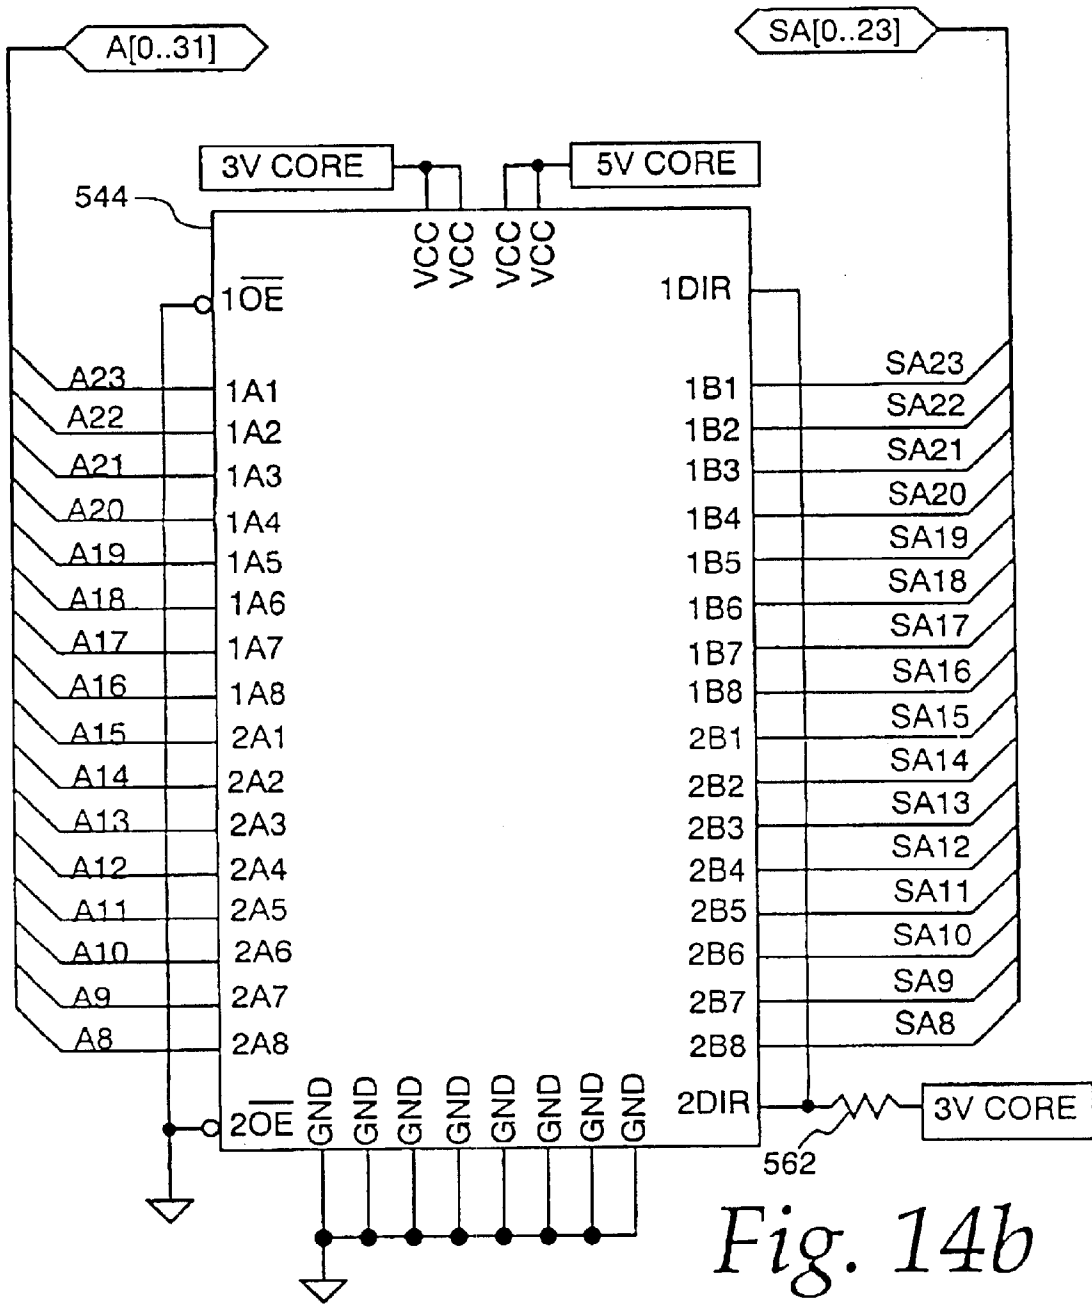 A[0..31]
SA[0..23]
3V CORE
5V CORE
544
VCC
VCC
VCC
VCC
1OE
1DIR
A23 1A1 1B1 SA23
A22 1A2 1B2 SA22
A21 1A3 1B3 SA21
A20 1A4 1B4 SA20
A19 1A5 1B5 SA19
A18 1A6 1B6 SA18
A17 1A7 1B7 SA17
A16 1A8 1B8 SA16
A15 2A1 2B1 SA15
A14 2A2 2B2 SA14
A13 2A3 2B3 SA13
A12 2A4 2B4 SA12
A11 2A5 2B5 SA11
A10 2A6 2B6 SA10
A9 2A7 2B7 SA9
A8 2A8 2B8 SA8
2OE
GND
GND
GND
GND
GND
GND
GND
GND
2DIR
3V CORE
562
Fig. 14b